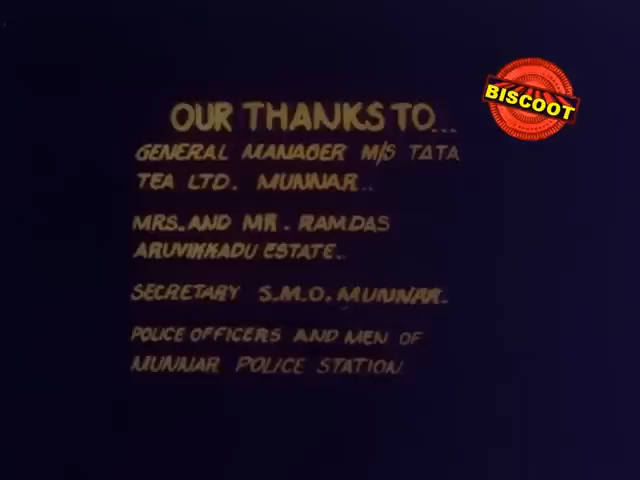 OUR THANKS TO...
BISCOOT
GENERAL MANAGER M/S TATA
TEA LTD. MUNNAR..
MRS. AND MR. RAMDAS
ARUVIKKADU ESTATE..
SECRETARY S.M.O. MUNNAR.
POLICE OFFICERS AND MEN OF
MUNNAR POLICE STATION